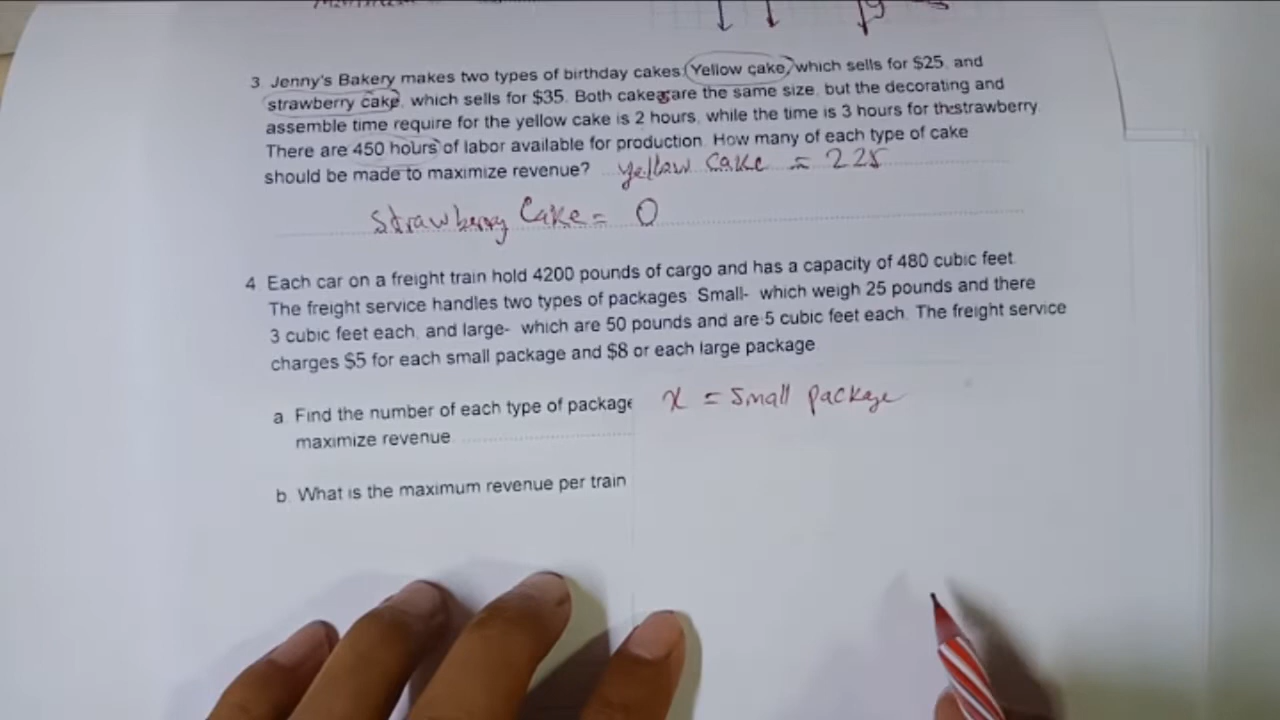 3. Jenny's Bakery makes two types of birthday cakes: Yellow cake, which sells for $25, and
strawberry cake, which sells for $35. Both cakes are the same size, but the decorating and
assemble time require for the yellow cake is 2 hours, while the time is 3 hours for the strawberry.
There are 450 hours of labor available for production. How many of each type of cake
should be made to maximize revenue? yellow cake = 225
strawberry Cake = 0
4. Each car on a freight train hold 4200 pounds of cargo and has a capacity of 480 cubic feet.
The freight service handles two types of packages: Small- which weigh 25 pounds and there
3 cubic feet each, and large- which are 50 pounds and are 5 cubic feet each. The freight service
charges $5 for each small package and $8 or each large package
a. Find the number of each type of package x = small package
maximize revenue
b. What is the maximum revenue per train